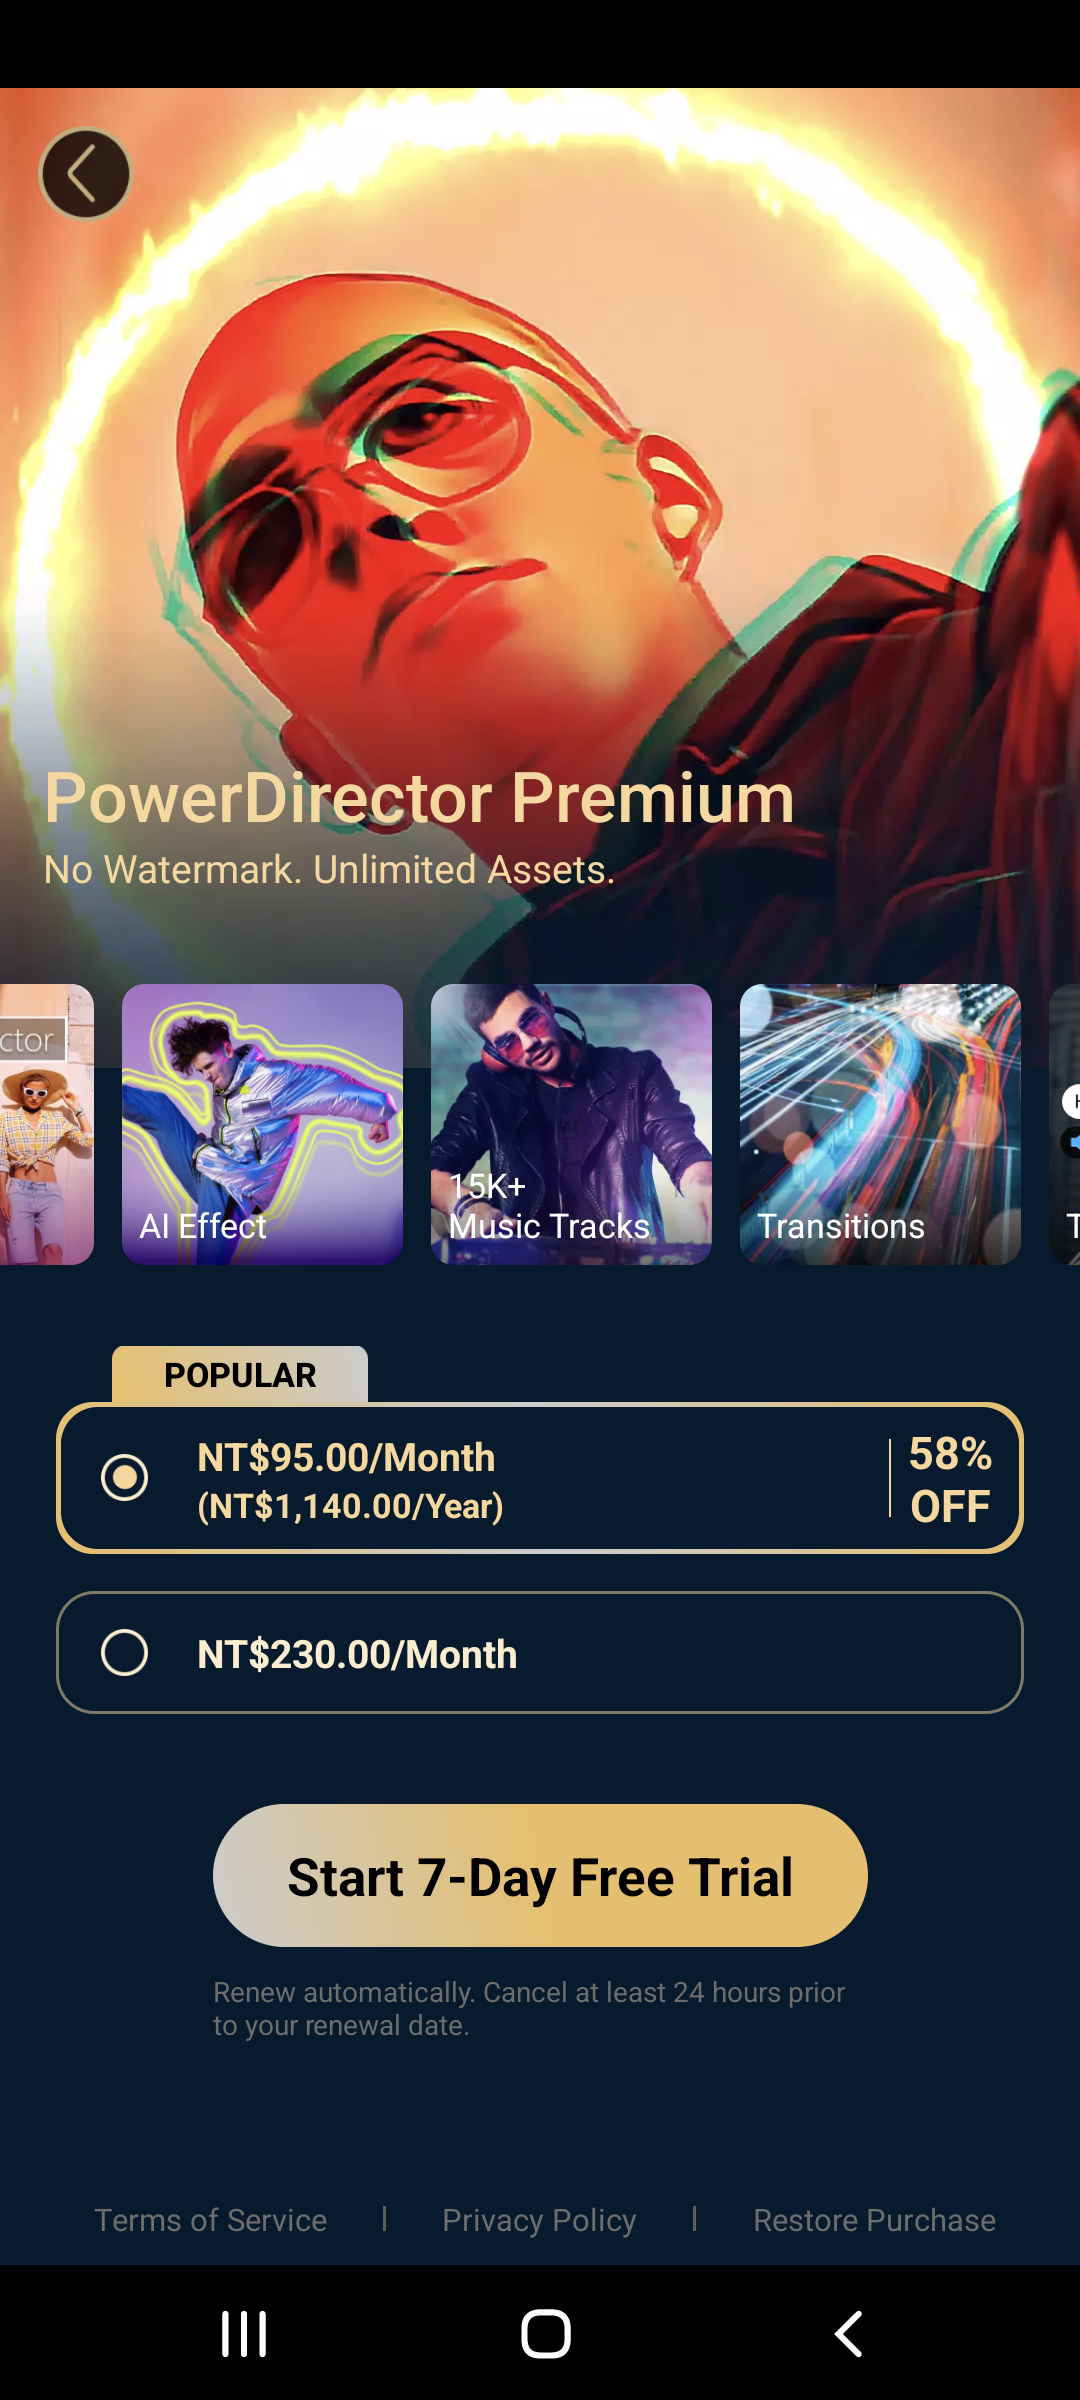 PowerDirector Premium
No Watermark. Unlimited Assets.
ctor
AI Effect
15K+
Music Tracks
Transitions
POPULAR
NT$95.00/Month
(NT$1,140.00/Year)
58%
OFF
NT$230.00/Month
Start 7-Day Free Trial
Renew automatically. Cancel at least 24 hours prior
to your renewal date.
Terms of Service | Privacy Policy | Restore Purchase